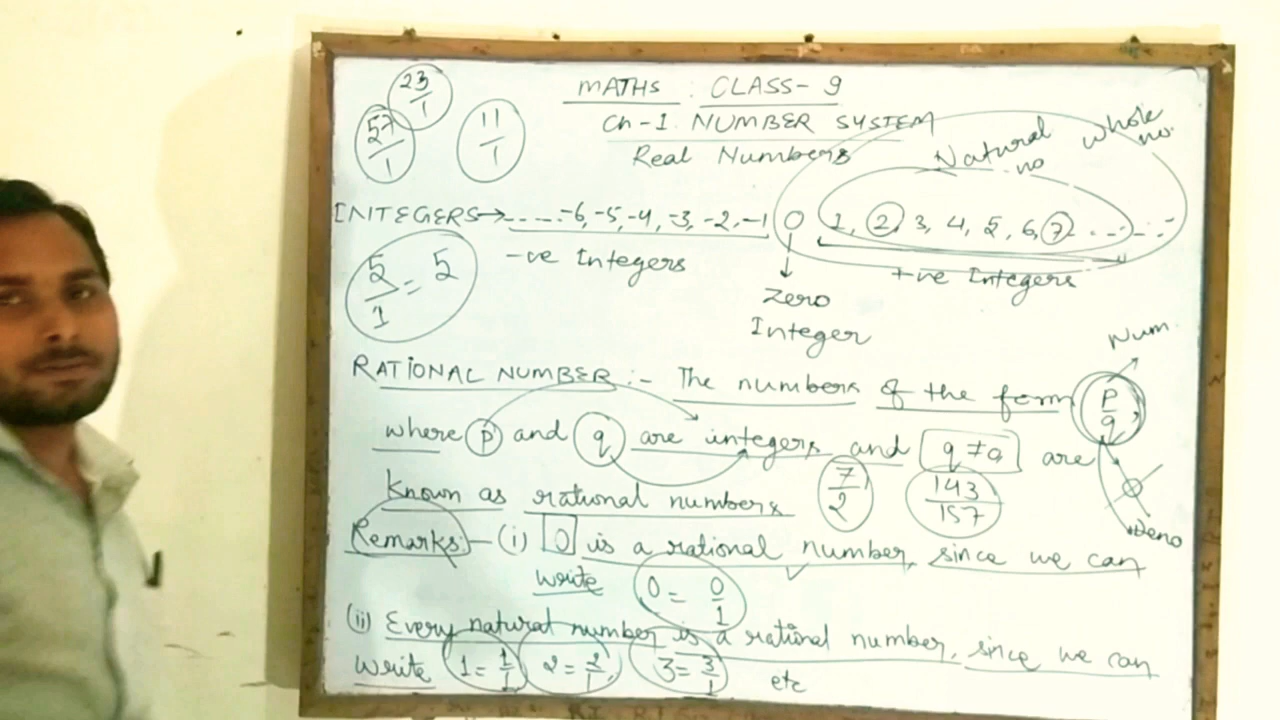 MATHS : CLASS-9
Ch-1 NUMBER SYSTEM
Real Numbers
23/1
57/1
11/1
Natural no
whole no.
INTEGERS → ......-6, -5, -4, -3, -2, -1 0 1, 2, 3, 4, 5, 6, 7 ......
-ve Integers
+ve Integers
Zero
Integer
5/1 = 5
Num.
RATIONAL NUMBER :- The numbers of the form p/q,
where p and q are integers and q ≠ 0 are
Known as rational numbers
7/2
143/157
Deno
Remarks:- (i) 0 is a rational number, since we can
write 0 = 0/1
(ii) Every natural number is a rational number, since we can
write 1 = 1/1, 2 = 2/1, 3 = 3/1 etc